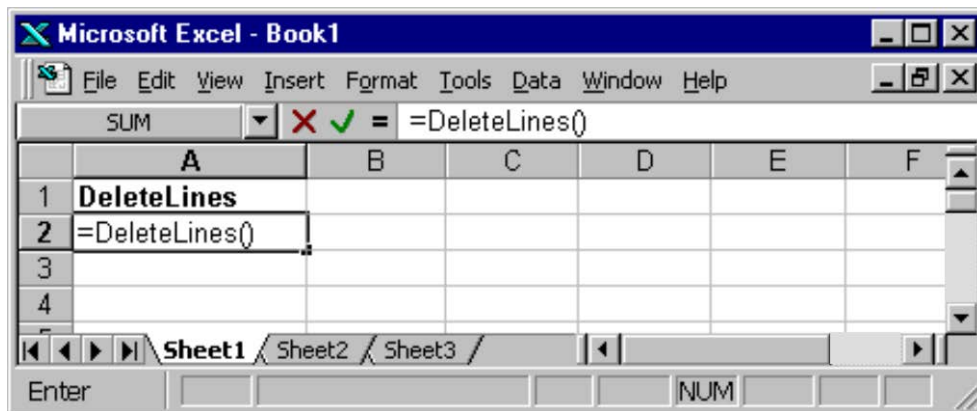 Microsoft Excel - Book1
File Edit View Insert Format Tools Data Window Help
SUM = =DeleteLines()
A B C D E F
1 DeleteLines
2 =DeleteLines()
3
4
Sheet1 Sheet2 Sheet3
Enter NUM